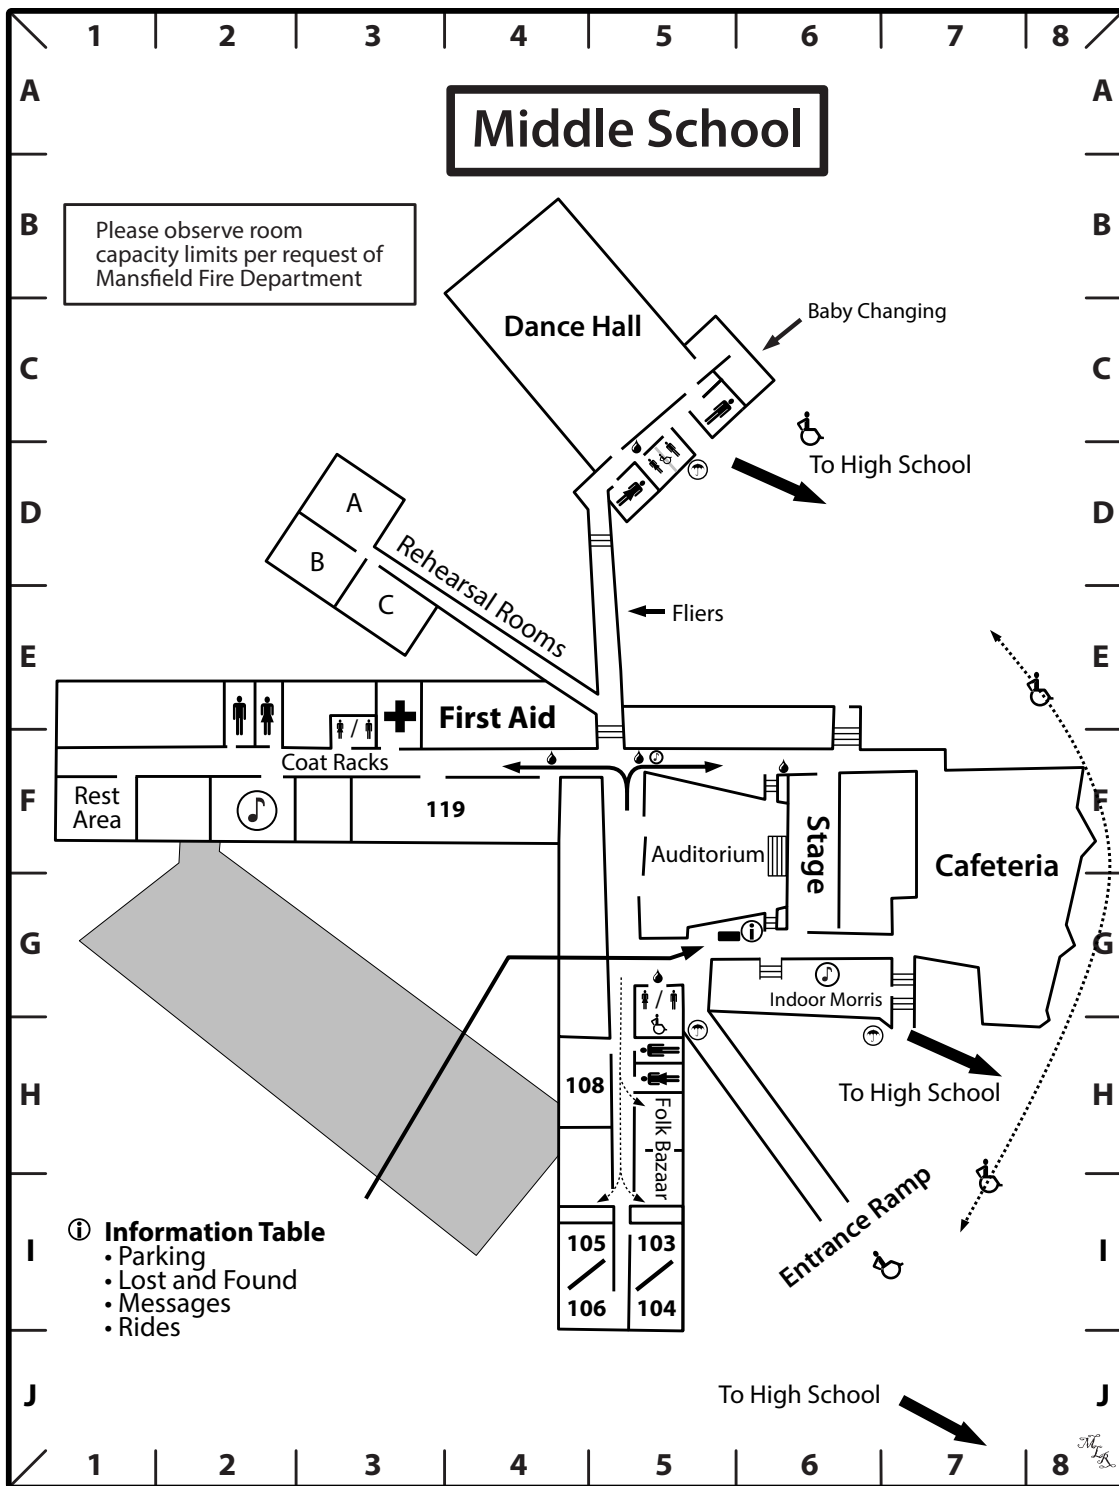 1 2 3 4 5 6 7 8
A A
Middle School
B B
Please observe room
capacity limits per request of
Mansfield Fire Department
Dance Hall
Baby Changing
C C
To High School
D D
A
B
C
Rehearsal Rooms
Fliers
E E
First Aid
/
Coat Racks
F F
Rest
Area
119
Auditorium
Stage
Cafeteria
G G
i
/
Indoor Morris
H H
108
Folk Bazaar
To High School
Entrance Ramp
I I
i Information Table
• Parking
• Lost and Found
• Messages
• Rides
105 103
106 104
To High School
J J
MLR
1 2 3 4 5 6 7 8